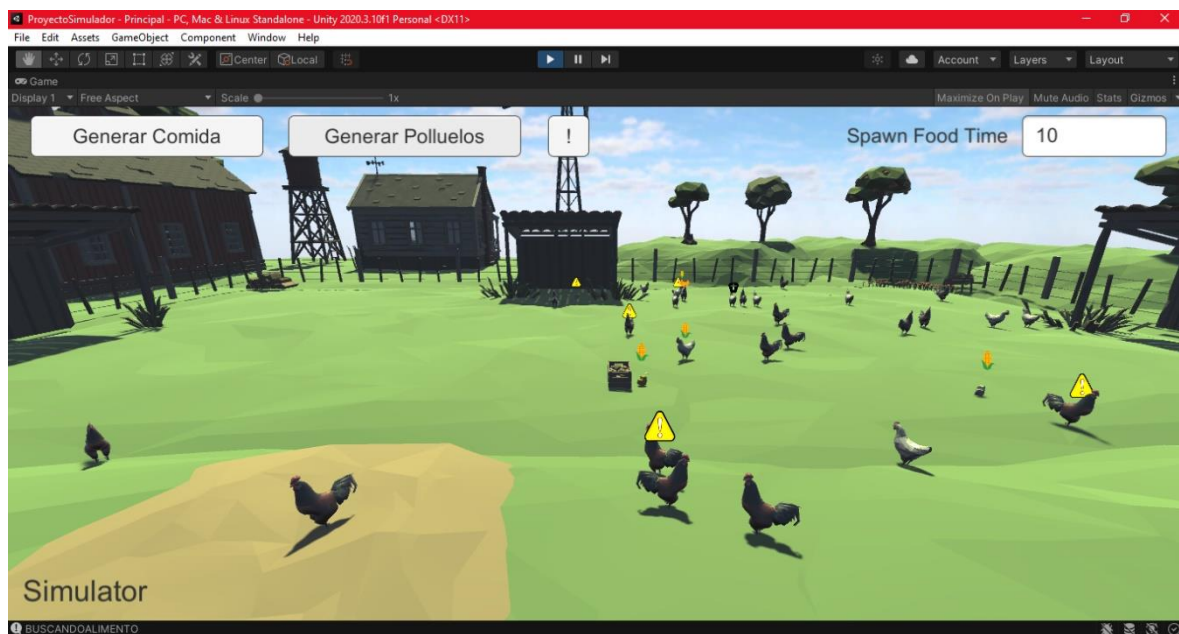 ProyectoSimulador - Principal - PC, Mac & Linux Standalone - Unity 2020.3.10f1 Personal <DX11>
File Edit Assets GameObject Component Window Help
Center Local Account Layers Layout
Game
Display 1 Free Aspect Scale 1x Maximize On Play Mute Audio Stats Gizmos
Generar Comida Generar Polluelos ! Spawn Food Time 10
Simulator
BUSCANDOALIMENTO